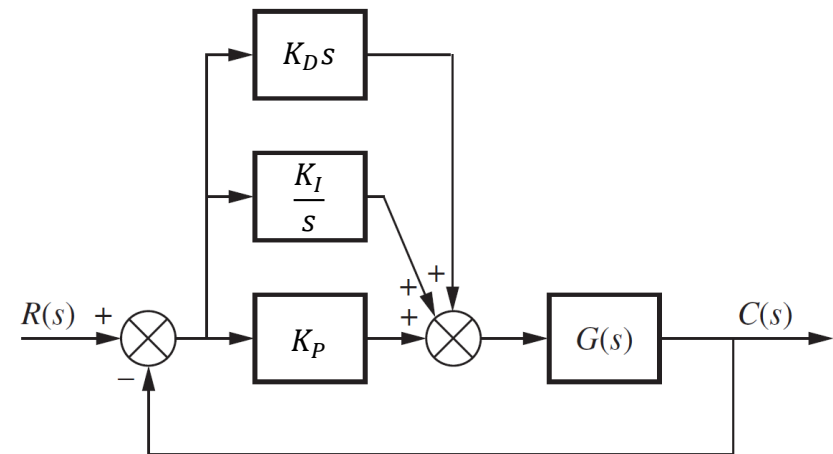 K_D s
K_I
s
+
+
R(s) +
+
K_P
G(s)
C(s)
−